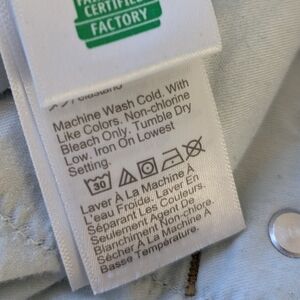 CERTIFIED
FACTORY
Machine Wash Cold. With
Like Colors. Non-chlorine
Bleach Only. Tumble Dry
Low. Iron On Lowest
Setting.
30
Laver À La Machine À
L'eau Froide. Laver En
Séparant Les Couleurs.
Seulement Agent De
Blanchiment Non-chlore.
Sécher À La Machine À
Basse Température.